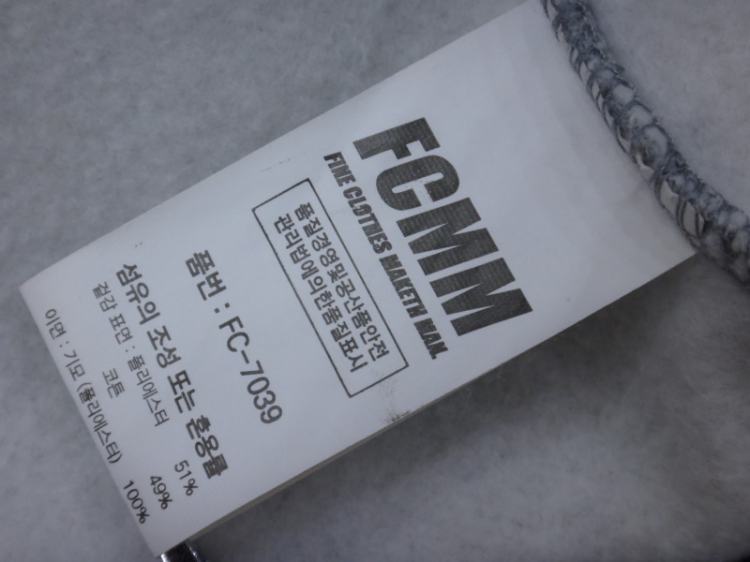 FCMM
FINE CLOTHES MAKETH MAN.
품질경영및공산품안전
관리법에의한품질표시
품번 : FC-7039
섬유의 조성 또는 혼용률
겉감 표면 : 폴리에스터 51%
코튼 49%
이면 : 기모 (폴리에스터) 100%